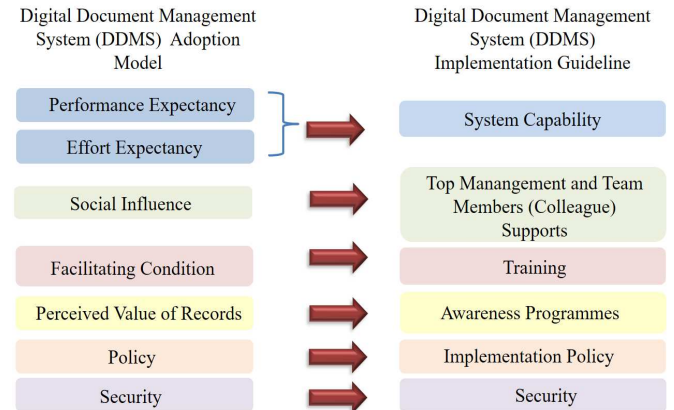 Digital Document Management
System (DDMS) Adoption
Model
Digital Document Management
System (DDMS)
Implementation Guideline
Performance Expectancy
Effort Expectancy
System Capability
Social Influence
Top Manangement and Team
Members (Colleague)
Supports
Facilitating Condition
Training
Perceived Value of Records
Awareness Programmes
Policy
Implementation Policy
Security
Security